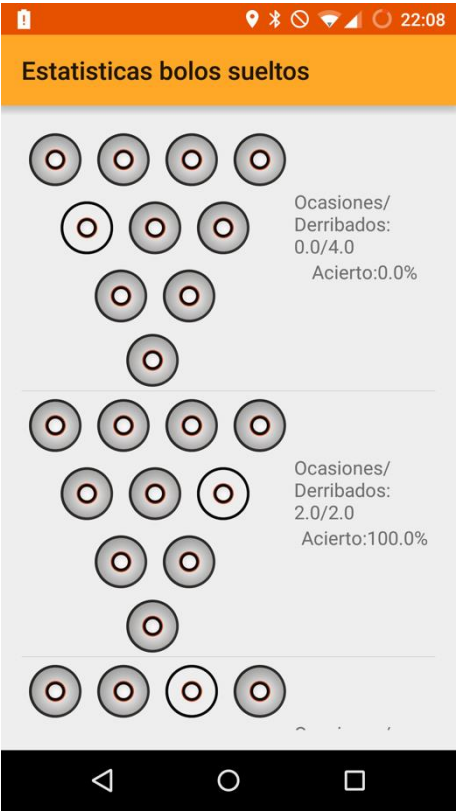 22:08
Estatisticas bolos sueltos
Ocasiones/
Derribados:
0.0/4.0
Acierto:0.0%
Ocasiones/
Derribados:
2.0/2.0
Acierto:100.0%